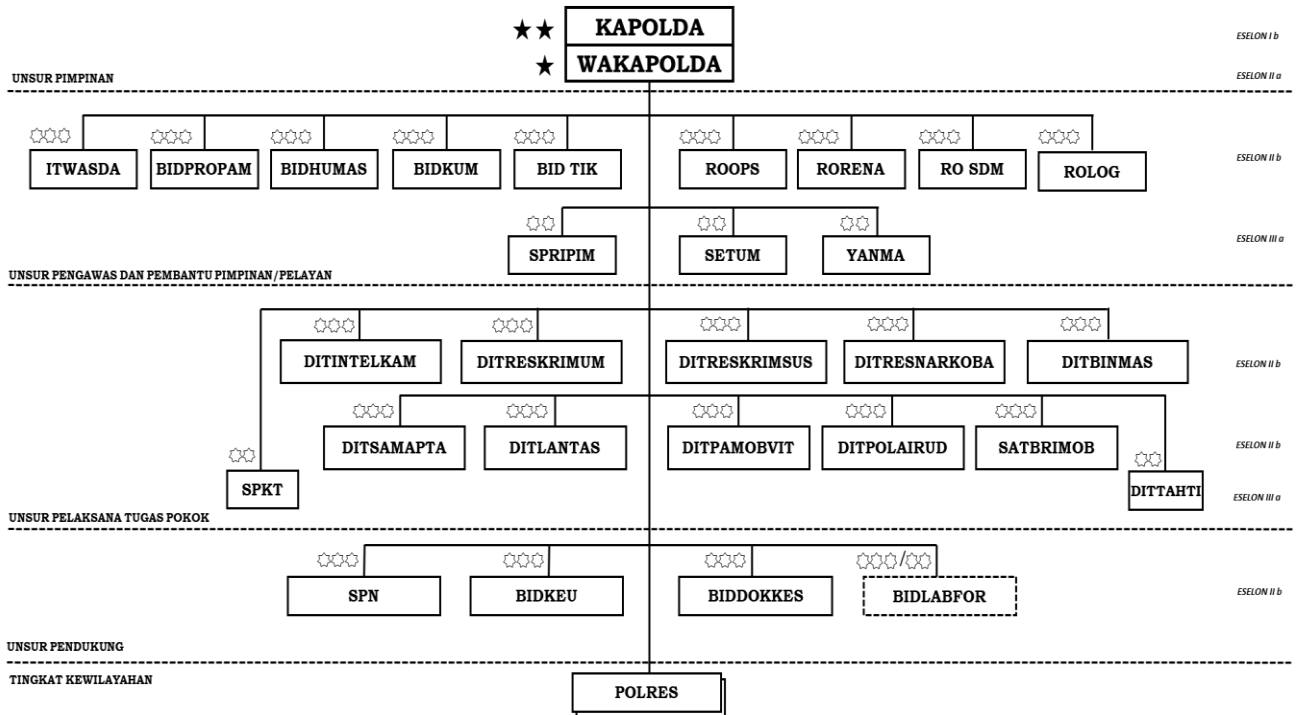 KAPOLDA
ESELON I b
WAKAPOLDA
UNSUR PIMPINAN
ESELON II a
ITWASDA
BIDPROPAM
BIDHUMAS
BIDKUM
BID TIK
ROOPS
RORENA
RO SDM
ROLOG
ESELON II b
SPRIPIM
SETUM
YANMA
ESELON III a
UNSUR PENGAWAS DAN PEMBANTU PIMPINAN/PELAYAN
DITINTELKAM
DITRESKRIMUM
DITRESKRIMSUS
DITRESNARKOBA
DITBINMAS
ESELON II b
DITSAMAPTA
DITLANTAS
DITPAMOBVIT
DITPOLAIRUD
SATBRIMOB
ESELON II b
SPKT
DITTAHTI
ESELON III a
UNSUR PELAKSANA TUGAS POKOK
/
SPN
BIDKEU
BIDDOKKES
BIDLABFOR
ESELON II b
UNSUR PENDUKUNG
TINGKAT KEWILAYAHAN
POLRES